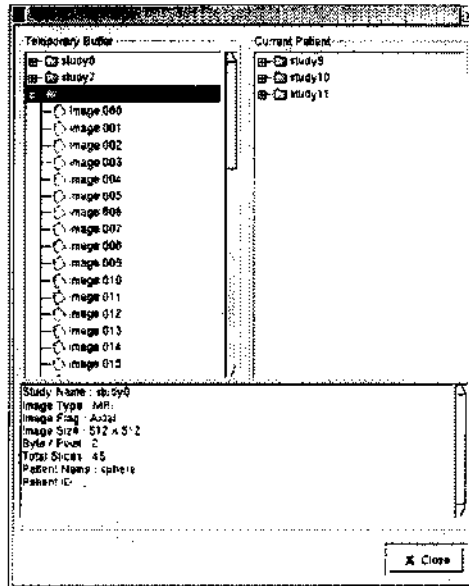 Temporary Buffer
study6
study7
image 000
image 001
image 002
image 003
image 004
image 005
image 006
image 007
image 008
image 009
image 010
image 011
image 012
image 013
image 014
image 015
Current Patient
study9
study10
study11
Study Name :
Image Type : MRI
Image Flag : Axial
Image Size : 512 x 512
Byte / Pixel : 2
Total Slices : 45
Patient Name : sphere
Patient ID :
X Close